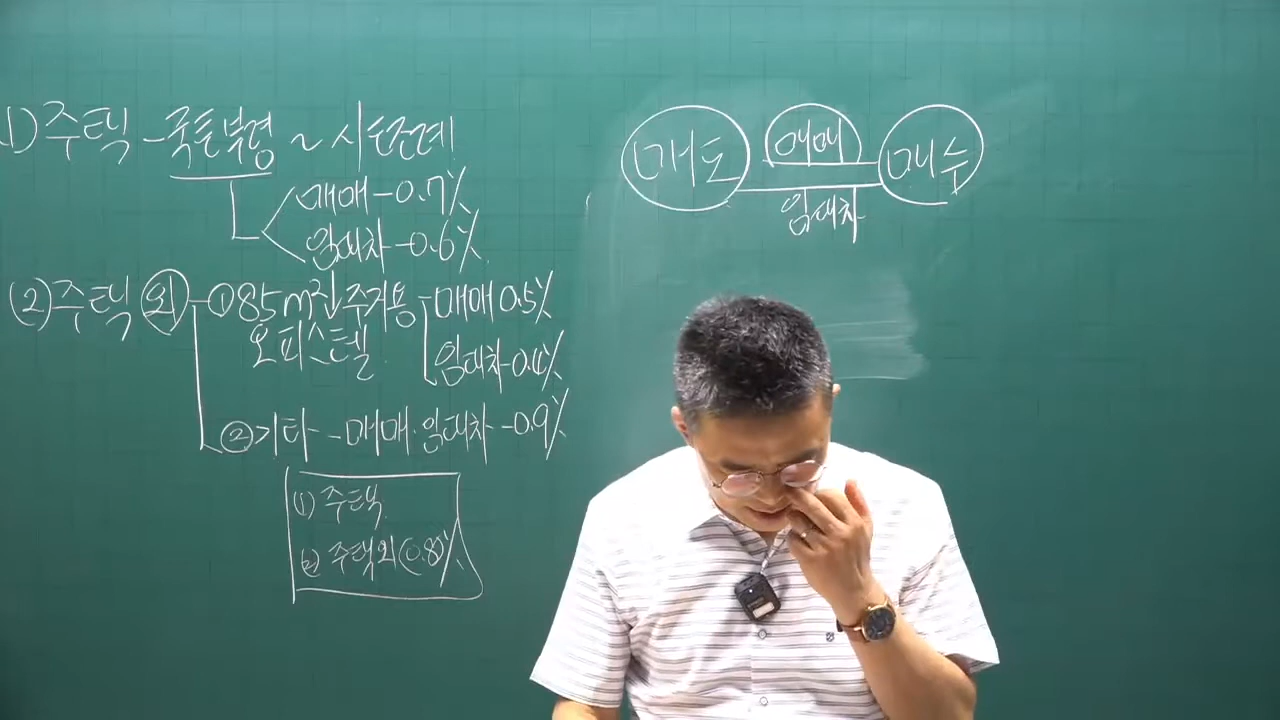 1) 주택 - 국토부령 ~ 시·도조례!
매매 - 0.7%
임대차 - 0.6%
(2) 주택 외 - ① 85m² ↓ 주거용 - 매매 0.5%
오피스텔 임대차 - 0.4%
② 기타 - 매매·임대차 - 0.9%
(1) 주택
(2) 주택외 (0.8)%
매도 매매 매수
임대차